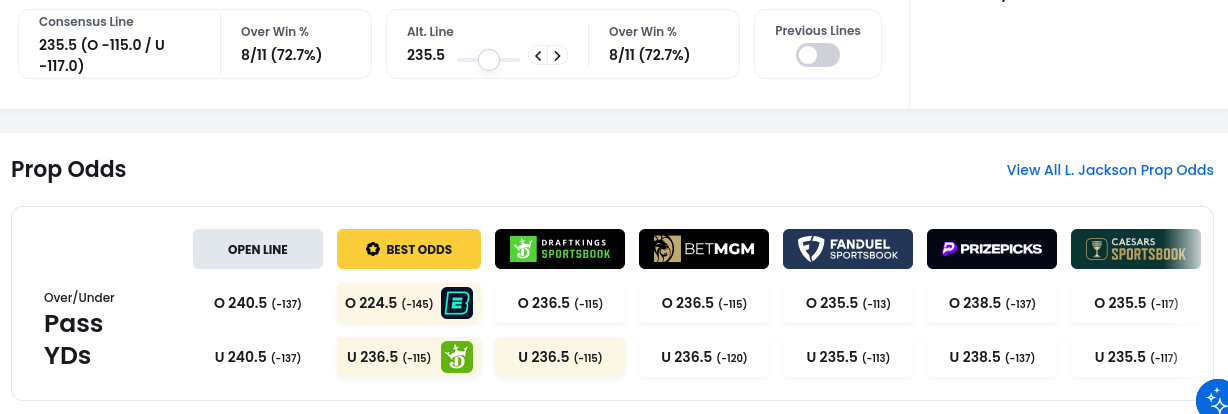 Consensus Line
235.5 (O -115.0 / U
-117.0)
Over Win %
8/11 (72.7%)
Alt. Line
235.5
Over Win %
8/11 (72.7%)
Previous Lines
Prop Odds
View All L. Jackson Prop Odds
OPEN LINE
BEST ODDS
DRAFTKINGS
SPORTSBOOK
BETMGM
FANDUEL
SPORTSBOOK
PRIZEPICKS
CAESARS
SPORTSBOOK
Over/Under
Pass
YDs
O 240.5 (-137)
O 224.5 (-145)
O 236.5 (-115)
O 236.5 (-115)
O 235.5 (-113)
O 238.5 (-137)
O 235.5 (-117)
U 240.5 (-137)
U 236.5 (-115)
U 236.5 (-115)
U 236.5 (-120)
U 235.5 (-113)
U 238.5 (-137)
U 235.5 (-117)